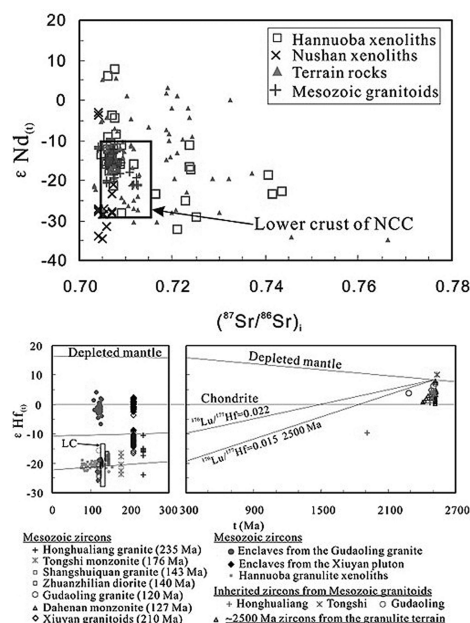 Hannuoba xenoliths
Nushan xenoliths
Terrain rocks
Mesozoic granitoids
20
10
0
-10
-20
-30
-40
ε Nd(t)
Lower crust of NCC
0.70 0.72 0.74 0.76 0.78
(⁸⁷Sr/⁸⁶Sr)i
20
10
0
-10
-20
-30
ε Hf(t)
Depleted mantle
LC
0 100 200 300
Depleted mantle
Chondrite
¹⁷⁶Lu/¹⁷⁷Hf=0.022
¹⁷⁶Lu/¹⁷⁷Hf=0.015 2500 Ma
300 900 1500 2100 2700
t (Ma)
Mesozoic zircons
Honghualiang granite (235 Ma)
Tongshi monzonite (176 Ma)
Shangshuiquan granite (143 Ma)
Zhuanzhilian diorite (140 Ma)
Gudaoling granite (120 Ma)
Dahenan monzonite (127 Ma)
Xiuyan granitoids (210 Ma)
Mesozoic zircons
Enclaves from the Gudaoling granite
Enclaves from the Xiuyan pluton
Hannuoba granulite xenoliths
Inherited zircons from Mesozoic granitoids
Honghualiang Tongshi Gudaoling
~2500 Ma zircons from the granulite terrain